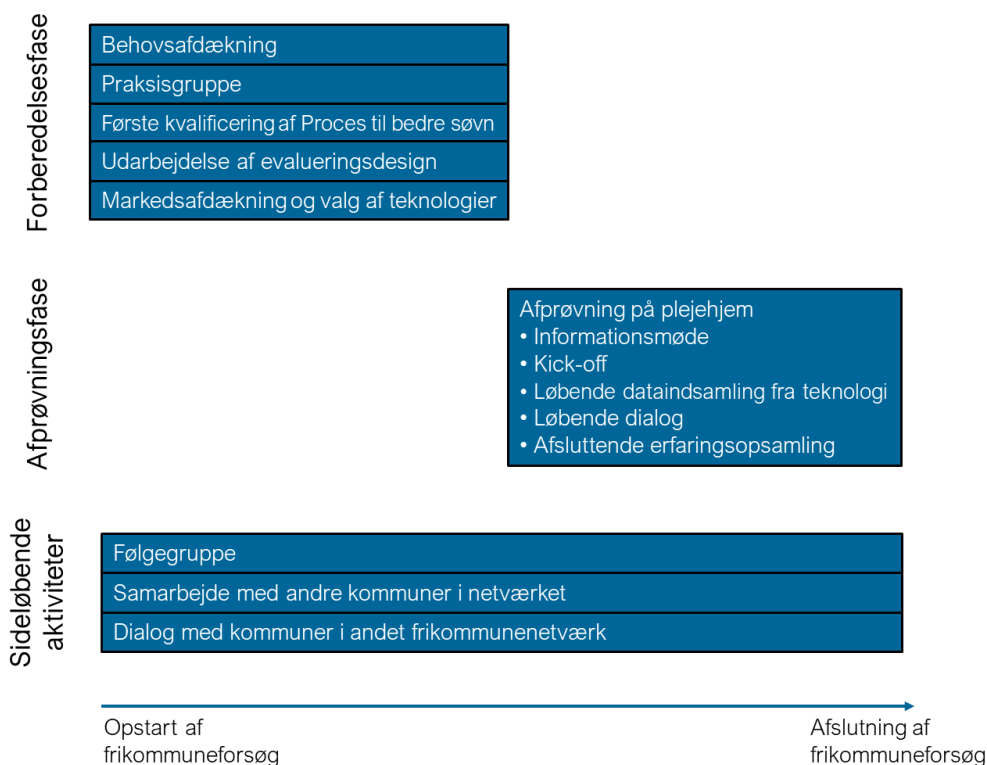 Forberedelsesfase
Behovsafdækning
Praksisgruppe
Første kvalificering af Proces til bedre søvn
Udarbejdelse af evalueringsdesign
Markedsafdækning og valg af teknologier
Afprøvningsfase
Afprøvning på plejehjem
• Informationsmøde
• Kick-off
• Løbende dataindsamling fra teknologi
• Løbende dialog
• Afsluttende erfaringsopsamling
Sideløbende
aktiviteter
Følgegruppe
Samarbejde med andre kommuner i netværket
Dialog med kommuner i andet frikommunenetværk
Opstart af
frikommuneforsøg
Afslutning af
frikommuneforsøg